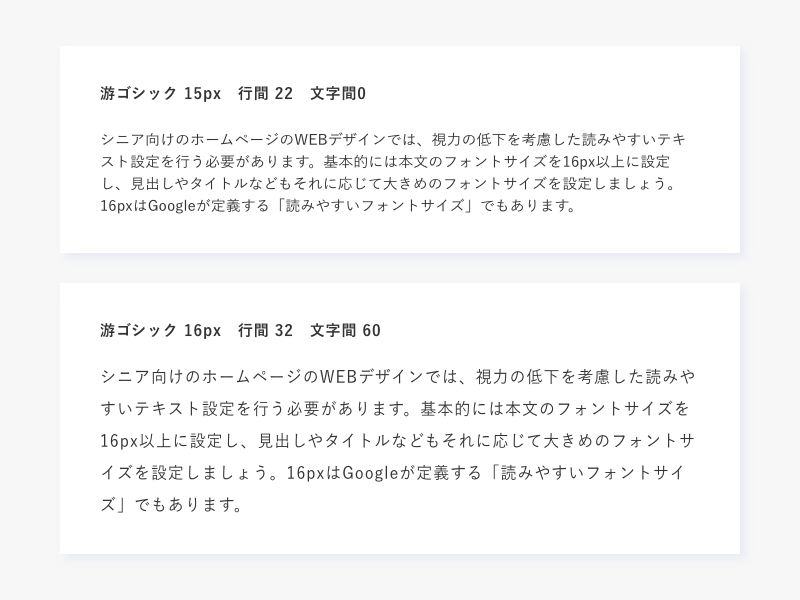 游ゴシック 15px　行間 22　文字間0
シニア向けのホームページのWEBデザインでは、視力の低下を考慮した読みやすいテキ
スト設定を行う必要があります。基本的には本文のフォントサイズを16px以上に設定
し、見出しやタイトルなどもそれに応じて大きめのフォントサイズを設定しましょう。
16pxはGoogleが定義する「読みやすいフォントサイズ」でもあります。
游ゴシック 16px　行間 32　文字間 60
シニア向けのホームページのWEBデザインでは、視力の低下を考慮した読みや
すいテキスト設定を行う必要があります。基本的には本文のフォントサイズを
16px以上に設定し、見出しやタイトルなどもそれに応じて大きめのフォントサ
イズを設定しましょう。16pxはGoogleが定義する「読みやすいフォントサイ
ズ」でもあります。